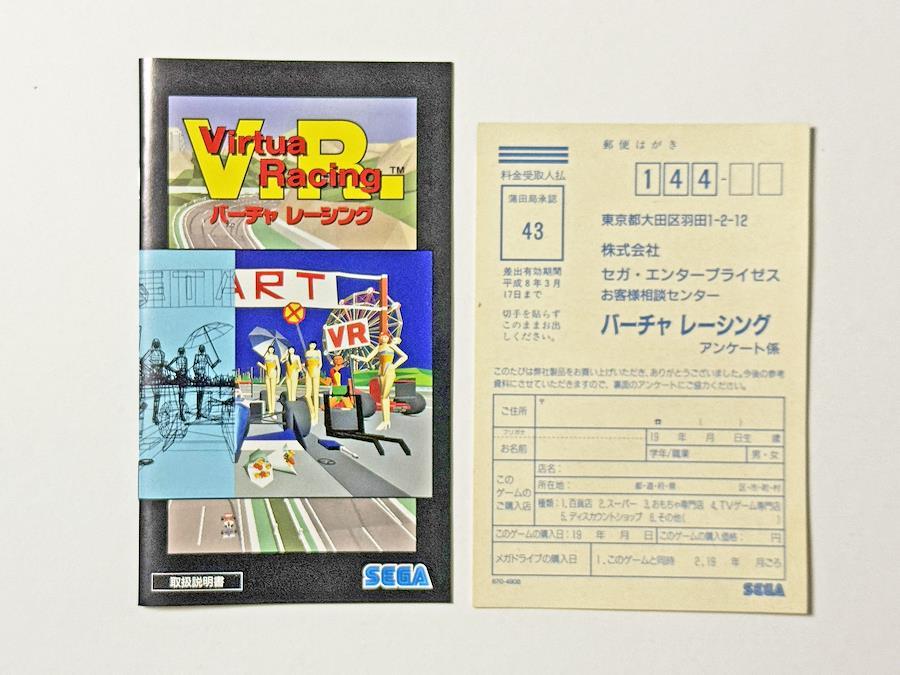 V.R.
Virtua
Racing
TM
バーチャ レーシング
START
ART
VR
取扱説明書
SEGA
郵便はがき
料金受取人払
144-
蒲田局承認
43
東京都大田区羽田1-2-12
株式会社
セガ・エンタープライゼス
お客様相談センター
差出有効期間
平成8年3月
17日まで
切手を貼らず
このままお出
しください。
バーチャ レーシング
アンケート係
このたびは弊社製品をお買い上げいただき、ありがとうございました。今後の参考
資料にさせていただきますので、裏面のアンケートにご協力ください。
ご住所
〒
☎ ( )
フリガナ
お名前
19 年 月 日生 歳
学年/職業
男・女
この
ゲームの
ご購入店
店名:
所在地: 都・道・府・県 区・市・町・村
種類:1.百貨店 2.スーパー 3.おもちゃ専門店 4.TVゲーム専門店
5.ディスカウントショップ 6.その他( )
このゲームの購入日:19 年 月 日
このゲームの購入価格: 円
メガドライブの購入日
1.このゲームと同時 2.19 年 月ごろ
670-4908
SEGA